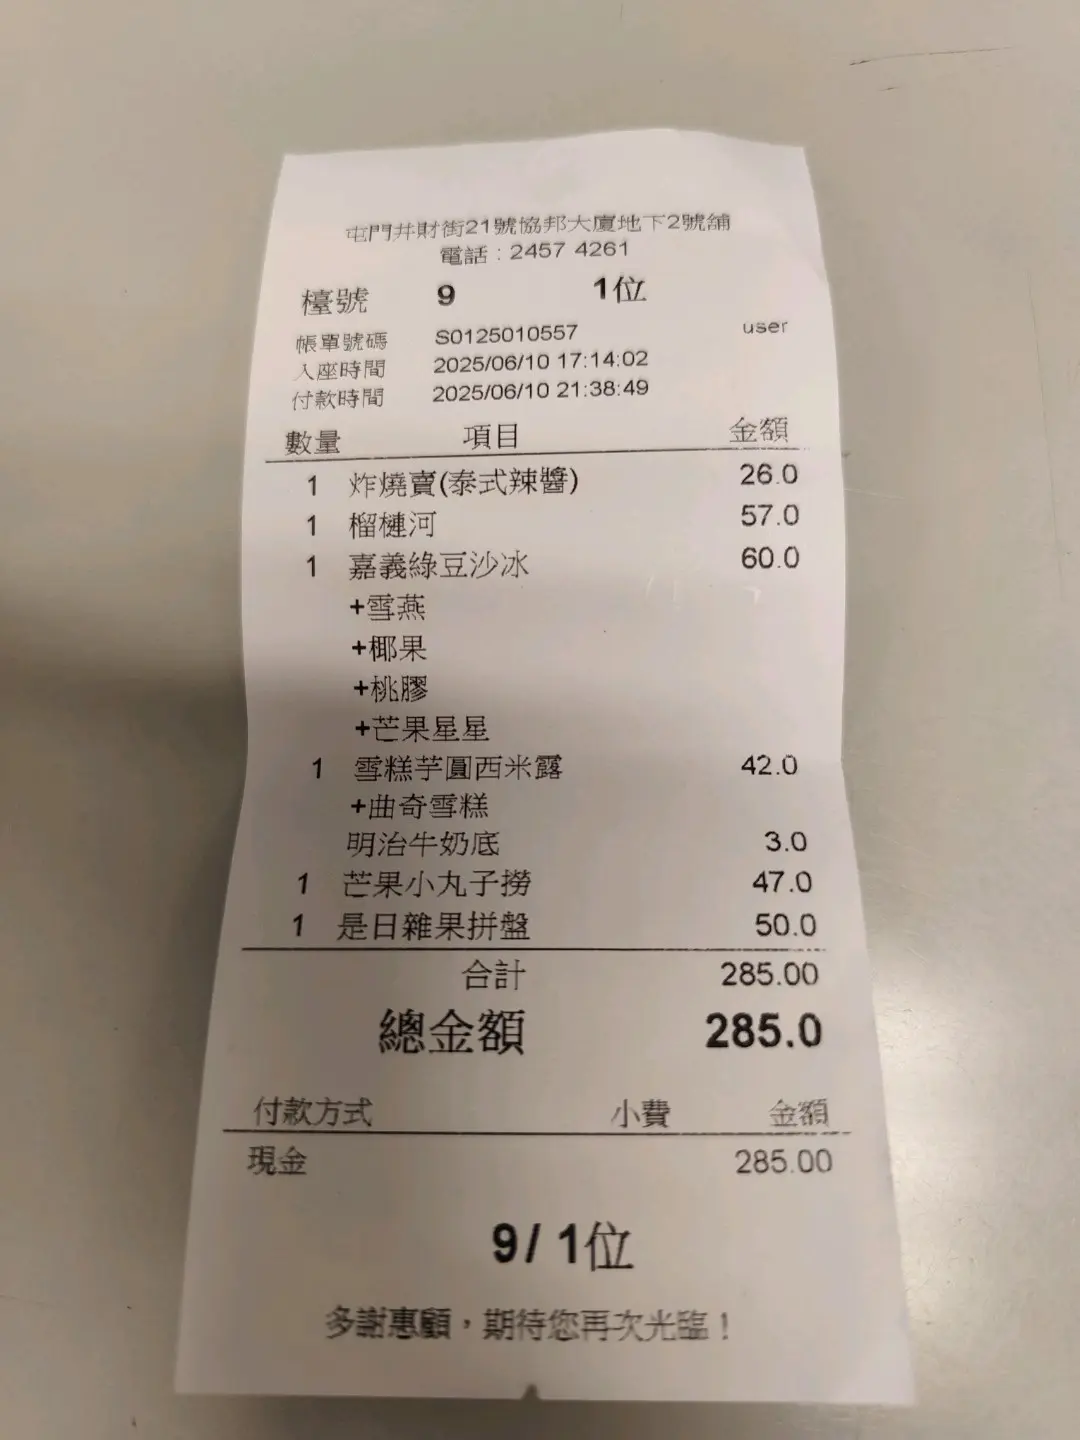 屯門井財街21號協邦大廈地下2號舖
電話 : 2457 4261
檯號 9 1位
帳單號碼 S0125010557 user
入座時間 2025/06/10 17:14:02
付款時間 2025/06/10 21:38:49
數量 項目 金額
1 炸燒賣(泰式辣醬) 26.0
1 榴槤河 57.0
1 嘉義綠豆沙冰 60.0
+雪燕
+椰果
+桃膠
+芒果星星
1 雪糕芋圓西米露 42.0
+曲奇雪糕
明治牛奶底 3.0
1 芒果小丸子撈 47.0
1 是日雜果拼盤 50.0
合計 285.00
總金額 285.0
付款方式 小費 金額
現金 285.00
9/ 1位
多謝惠顧，期待您再次光臨！